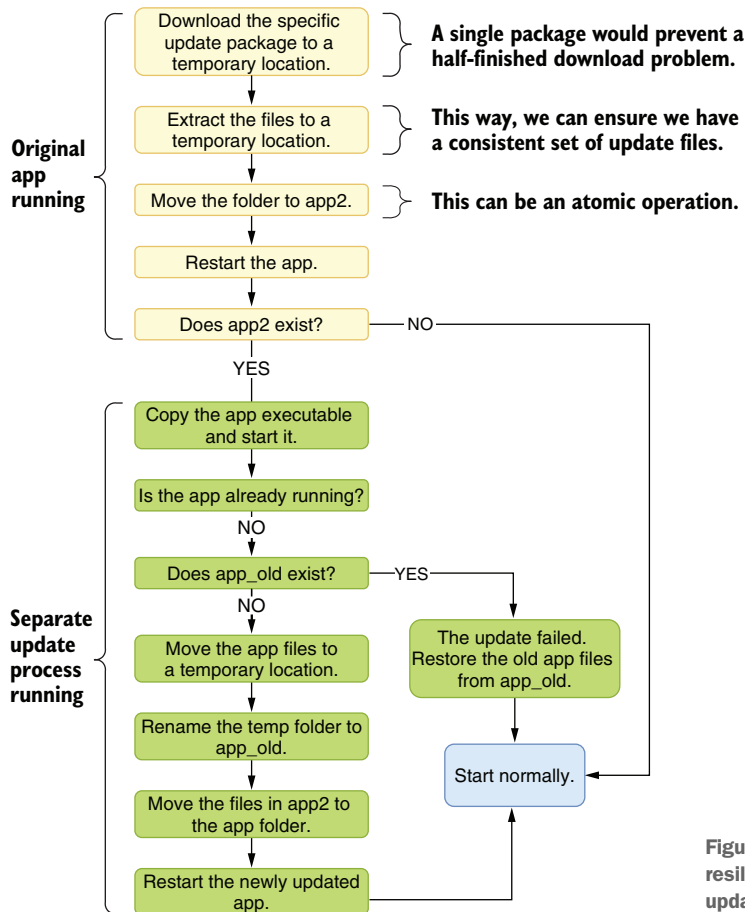 Download the specific
update package to a
temporary location.
A single package would prevent a
half-finished download problem.
Extract the files to a
temporary location.
This way, we can ensure we have
a consistent set of update files.
Original
app
running
Move the folder to app2.
This can be an atomic operation.
Restart the app.
Does app2 exist?
NO
YES
Copy the app executable
and start it.
Is the app already running?
NO
Does app_old exist?
YES
NO
Separate
update
process
running
Move the app files to
a temporary location.
The update failed.
Restore the old app files
from app_old.
Rename the temp folder to
app_old.
Start normally.
Move the files in app2 to
the app folder.
Restart the newly updated
app.
Figu
resil
upda